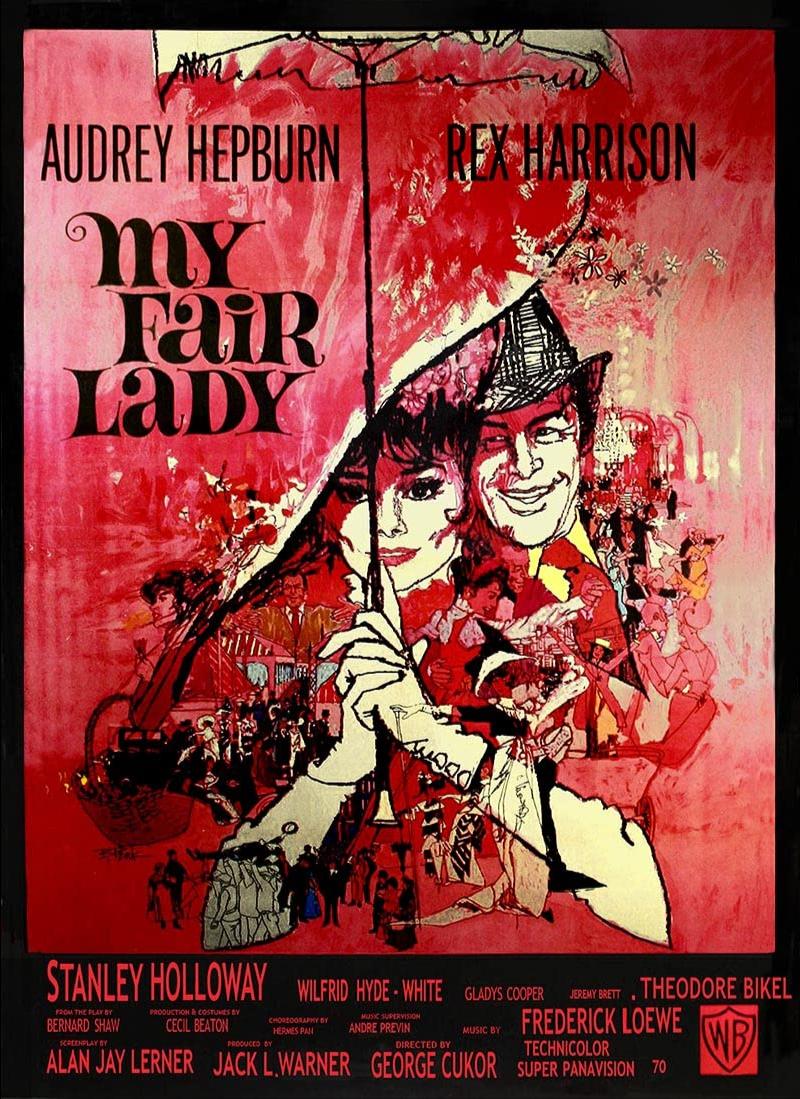 AUDREY HEPBURN REX HARRISON
MY
FAIR
LADY
STANLEY HOLLOWAY WILFRID HYDE-WHITE GLADYS COOPER JEREMY BRETT . THEODORE BIKEL
FROM THE PLAY BY PRODUCTION & COSTUMES BY CHOREOGRAPHY BY MUSIC SUPERVISION
BERNARD SHAW CECIL BEATON HERMES PAN ANDRE PREVIN MUSIC BY FREDERICK LOEWE
SCREENPLAY BY PRODUCED BY DIRECTED BY TECHNICOLOR
ALAN JAY LERNER JACK L.WARNER GEORGE CUKOR SUPER PANAVISION 70
WB